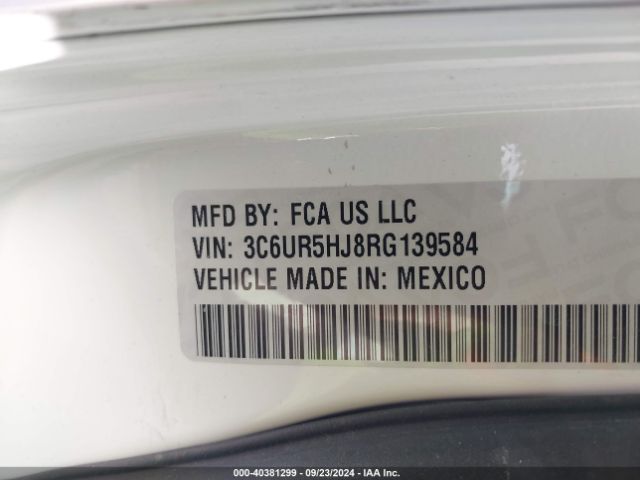 MFD BY: FCA US LLC
VIN: 3C6UR5HJ8RG139584
VEHICLE MADE IN: MEXICO
000-40381299 - 09/23/2024 - IAA Inc.